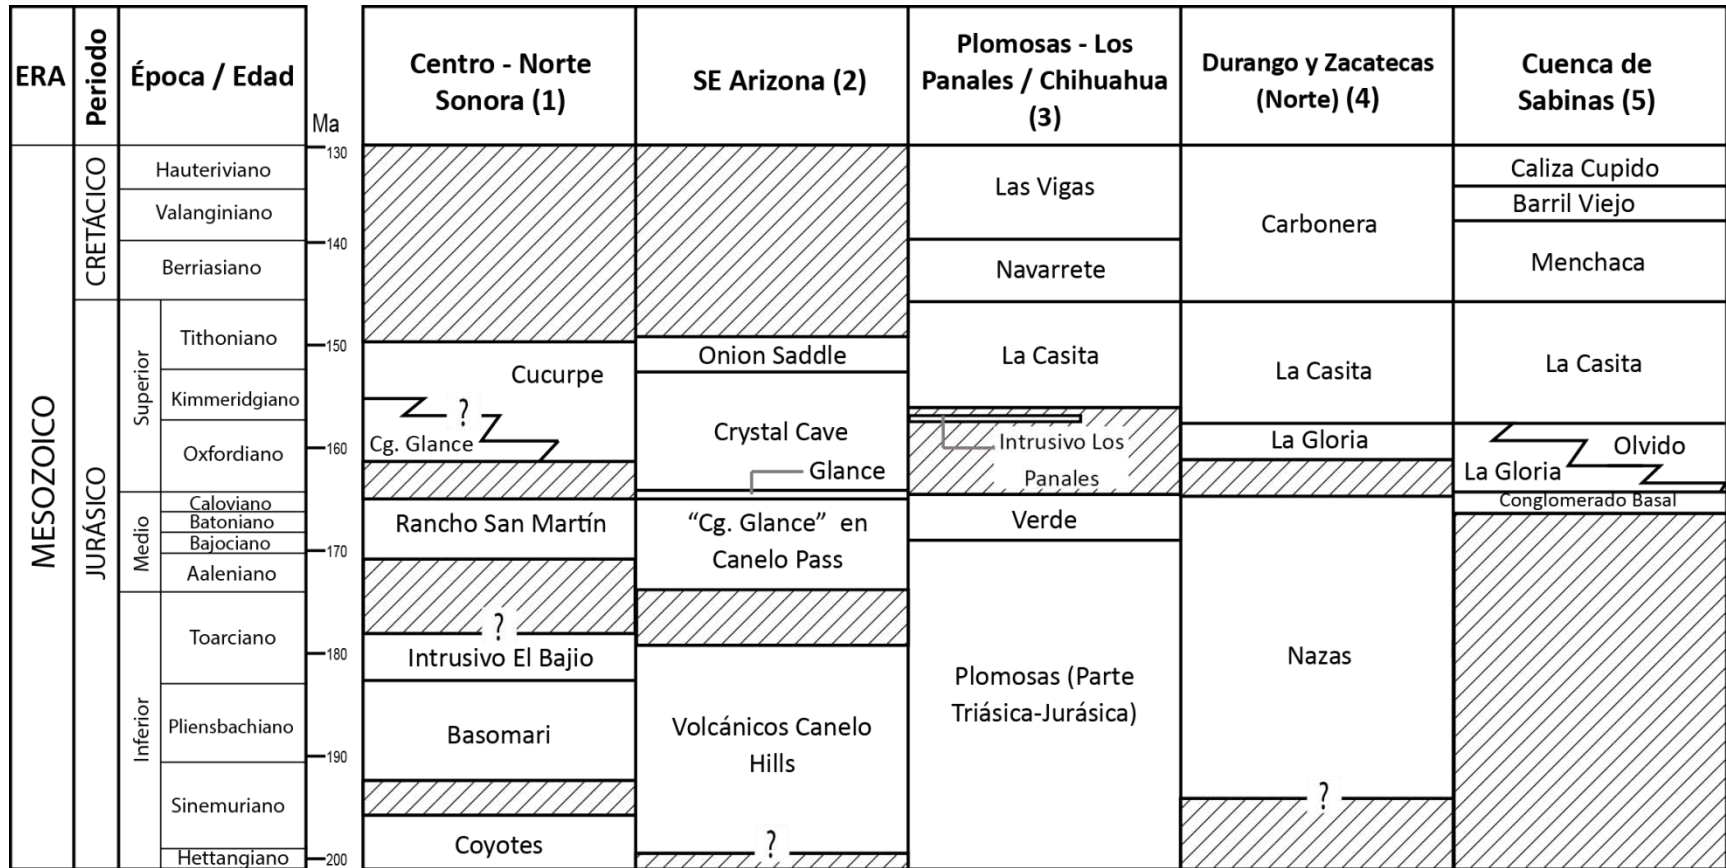 ERA
Periodo
Época / Edad
Ma
Centro - Norte
Sonora (1)
SE Arizona (2)
Plomosas - Los
Panales / Chihuahua
(3)
Durango y Zacatecas
(Norte) (4)
Cuenca de
Sabinas (5)
MESOZOICO
CRETÁCICO
JURÁSICO
Superior
Medio
Inferior
Hauteriviano
Valanginiano
Berriasiano
Tithoniano
Kimmeridgiano
Oxfordiano
Caloviano
Batoniano
Bajociano
Aaleniano
Toarciano
Pliensbachiano
Sinemuriano
Hettangiano
130
140
150
160
170
180
190
200
Cucurpe
?
Cg. Glance
Rancho San Martín
?
Intrusivo El Bajio
Basomari
Coyotes
Onion Saddle
Crystal Cave
Glance
“Cg. Glance” en
Canelo Pass
Volcánicos Canelo
Hills
?
Las Vigas
Navarrete
La Casita
Intrusivo Los
Panales
Verde
Plomosas (Parte
Triásica-Jurásica)
Carbonera
La Casita
La Gloria
Nazas
?
Caliza Cupido
Barril Viejo
Menchaca
La Casita
Olvido
La Gloria
Conglomerado Basal